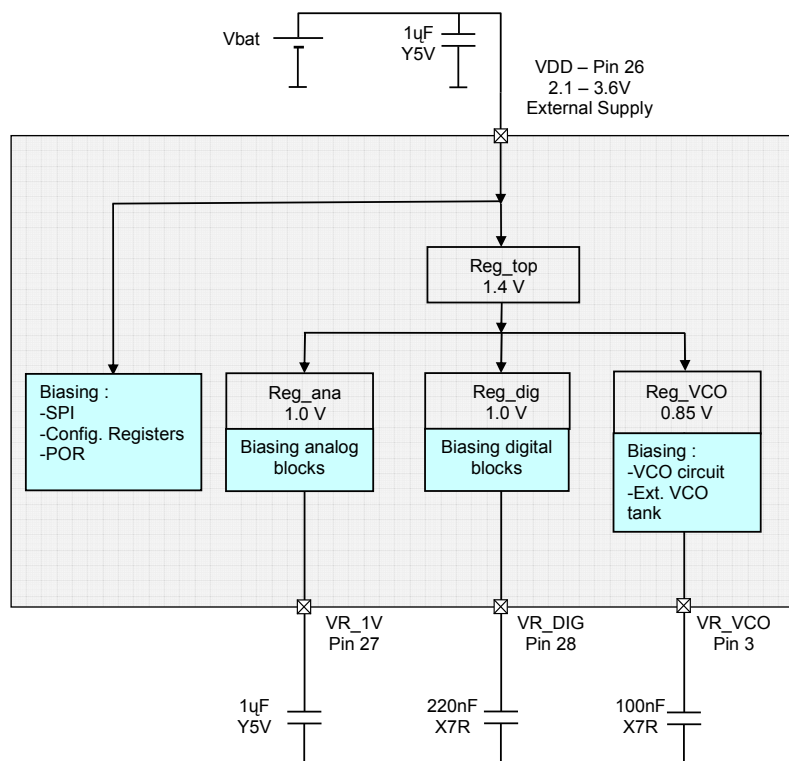 Vbat
1ųF
Y5V
VDD – Pin 26
2.1 – 3.6V
External Supply
Reg_top
1.4 V
Biasing :
-SPI
-Config. Registers
-POR
Reg_ana
1.0 V
Biasing analog
blocks
Reg_dig
1.0 V
Biasing digital
blocks
Reg_VCO
0.85 V
Biasing :
-VCO circuit
-Ext. VCO
tank
VR_1V
Pin 27
VR_DIG
Pin 28
VR_VCO
Pin 3
1ųF
Y5V
220nF
X7R
100nF
X7R